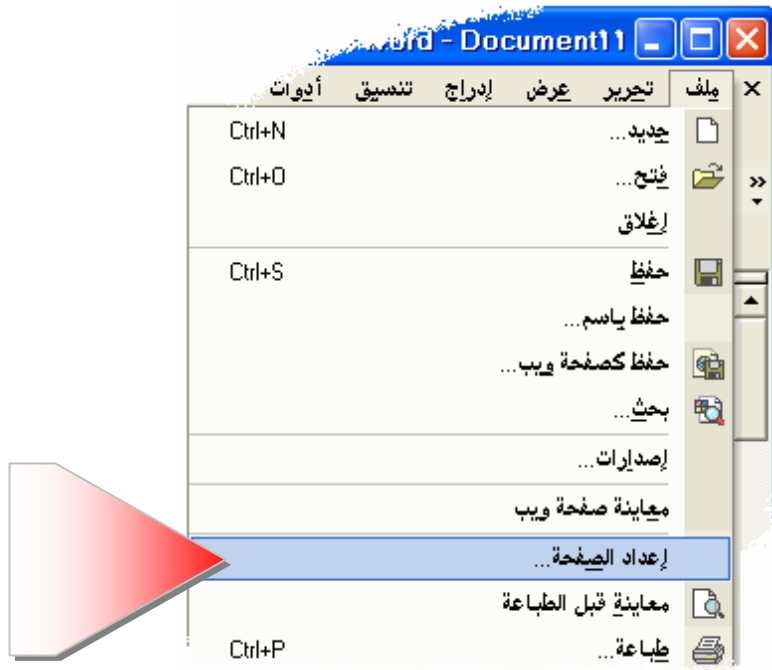 Word - Document11
ملف تحرير عرض إدراج تنسيق أدوات
جديد... Ctrl+N
فتح... Ctrl+O
إغلاق
حفظ Ctrl+S
حفظ باسم...
حفظ كصفحة ويب...
بحث...
إصدارات...
معاينة صفحة ويب
إعداد الصفحة...
معاينة قبل الطباعة
طباعة... Ctrl+P